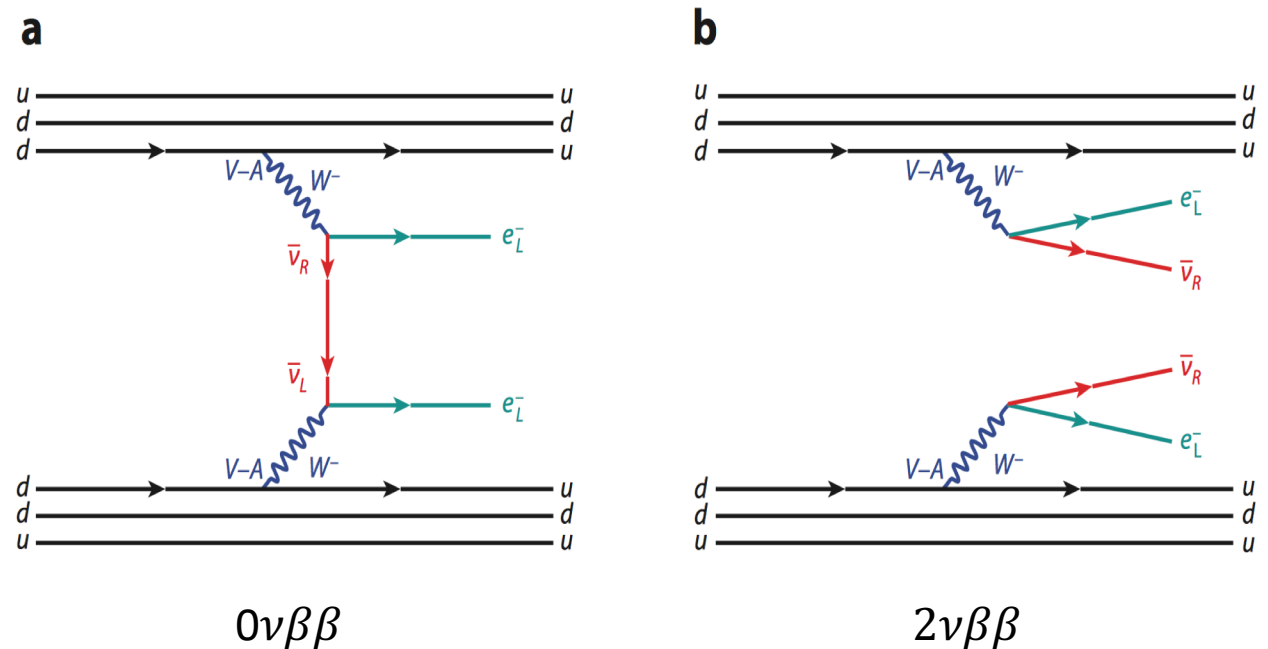 a
u u
d d
d u
V–A W⁻
e⁻_L
ν̄_R
ν̄_L
e⁻_L
V–A W⁻
d u
d d
u u
0νββ
b
u u
d d
d u
V–A W⁻
e⁻_L
ν̄_R
ν̄_R
e⁻_L
V–A W⁻
d u
d d
u u
2νββ